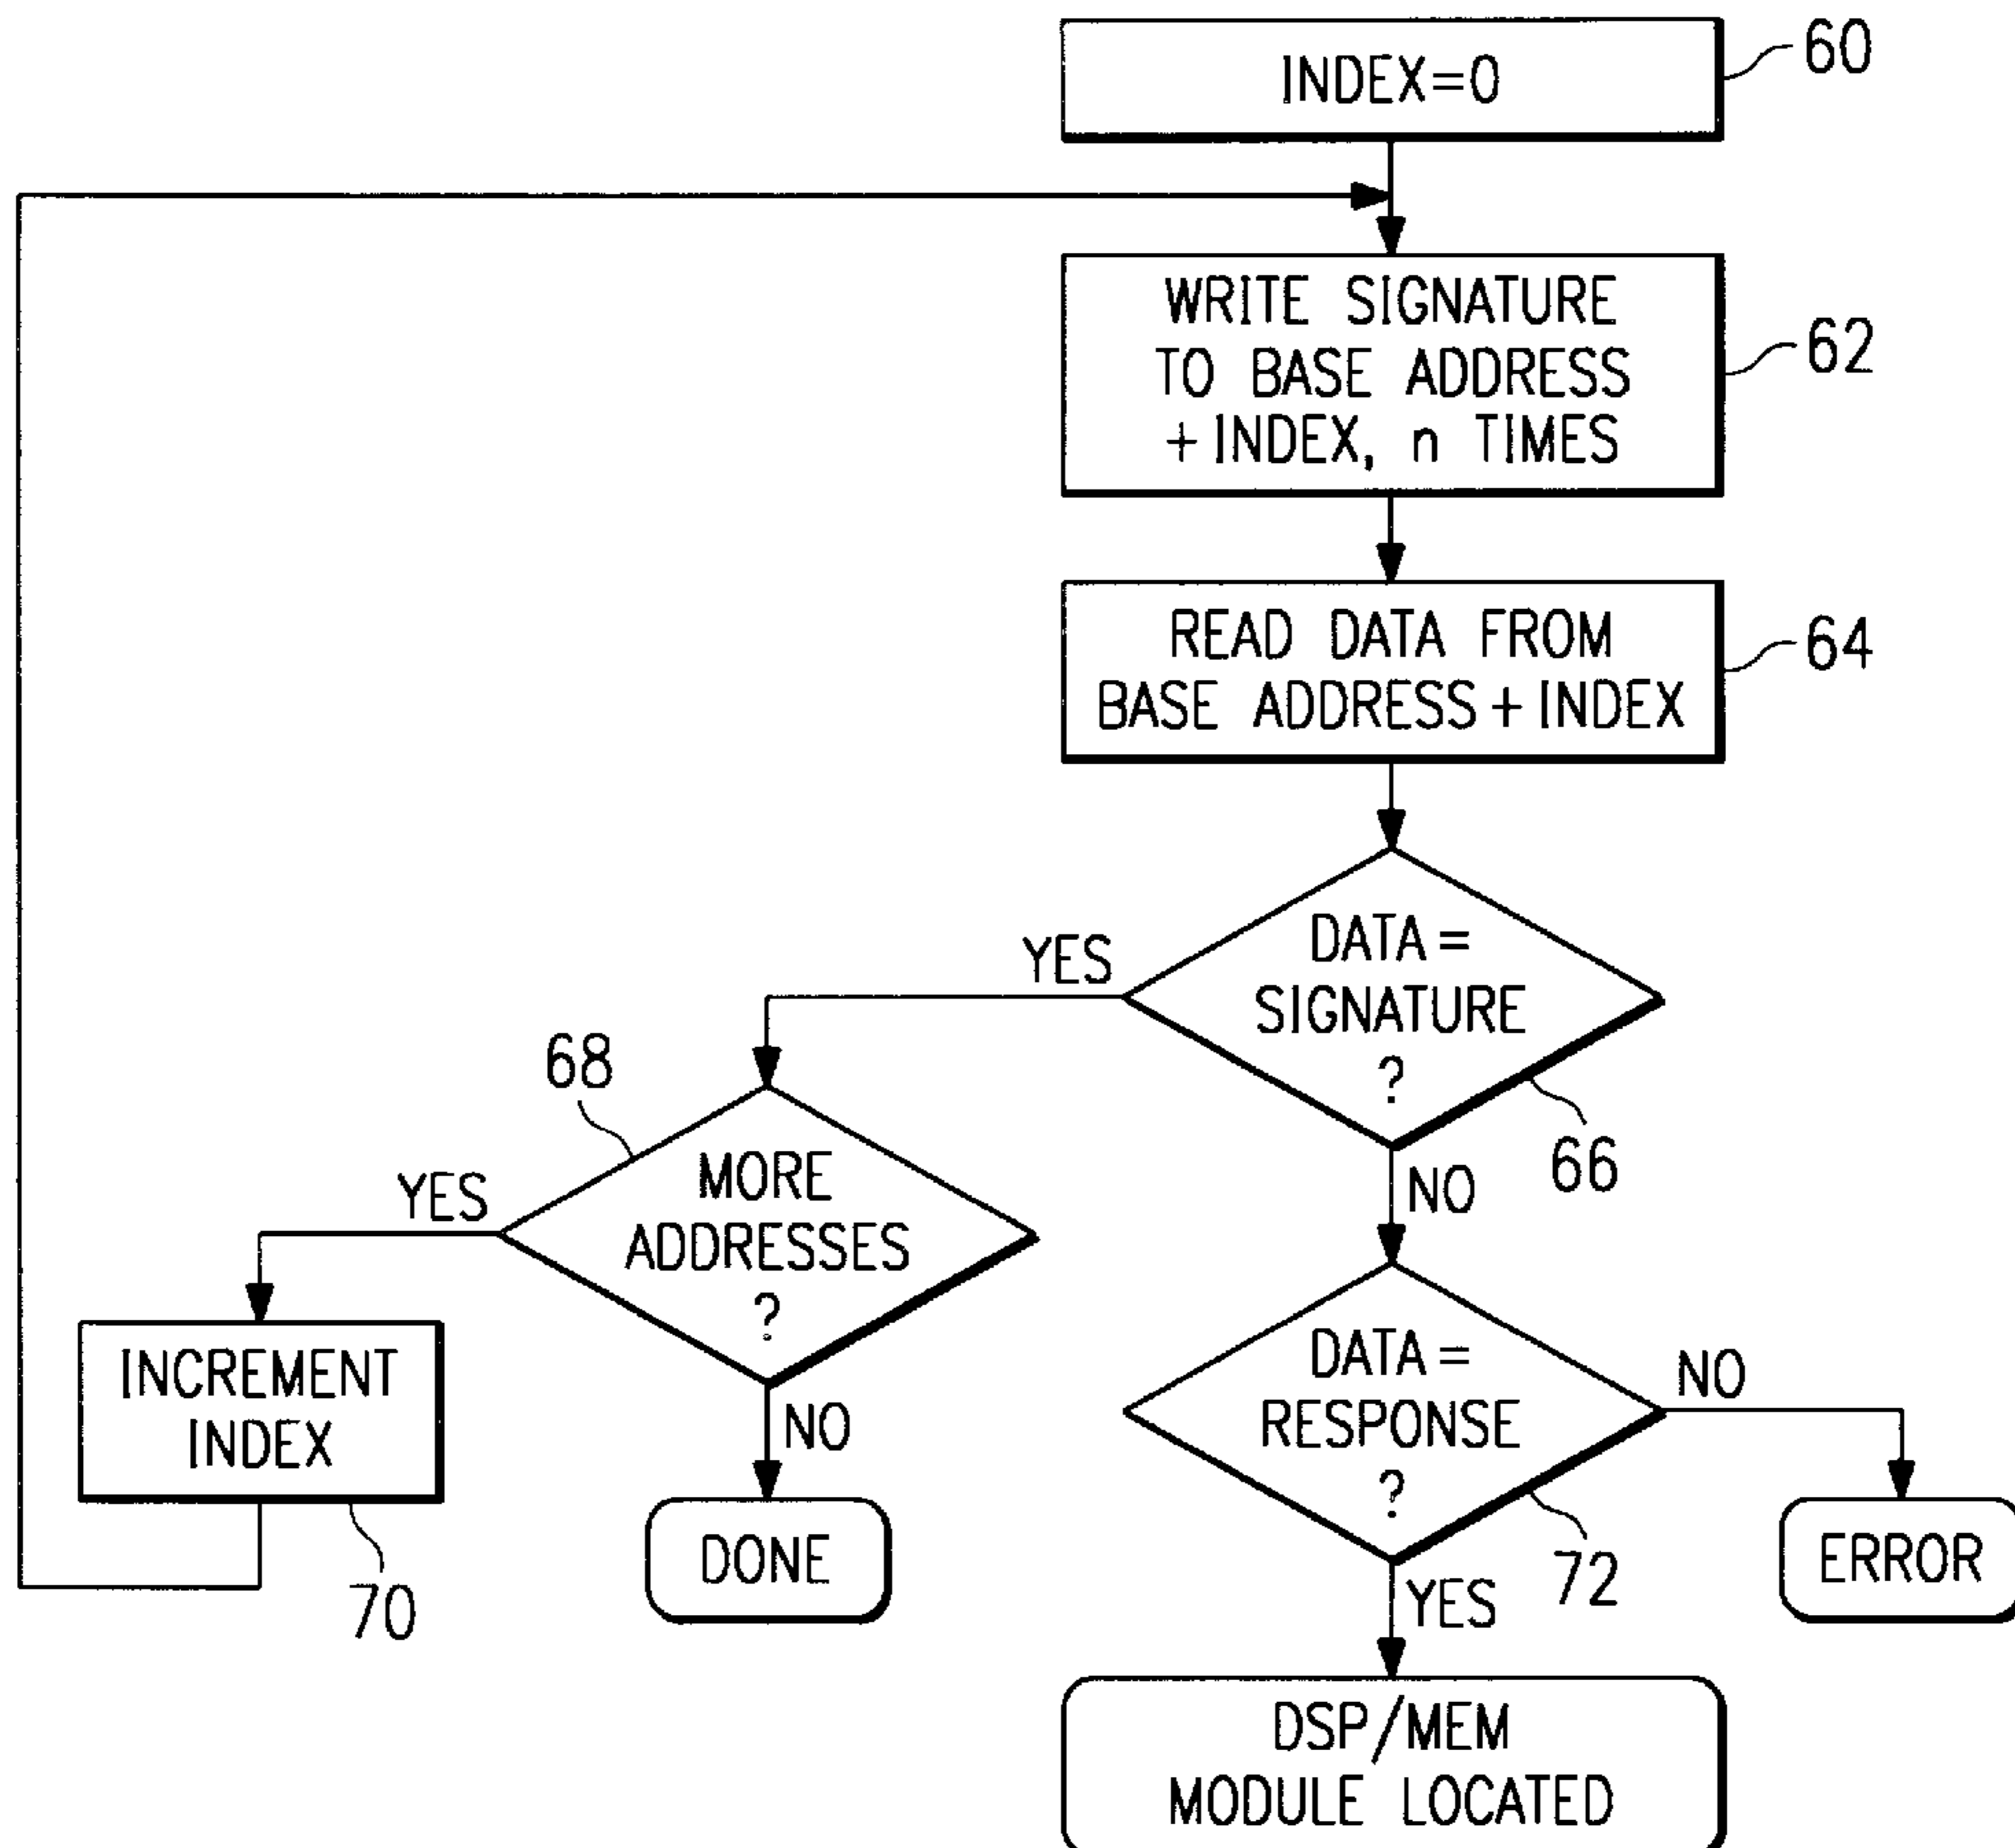 INDEX=0
60
WRITE SIGNATURE
TO BASE ADDRESS
+INDEX, n TIMES
62
READ DATA FROM
BASE ADDRESS+INDEX
64
DATA=
SIGNATURE
?
YES
66
NO
68
MORE
ADDRESSES
?
YES
NO
INCREMENT
INDEX
70
DONE
DATA=
RESPONSE
?
NO
72
YES
ERROR
DSP/MEM
MODULE LOCATED